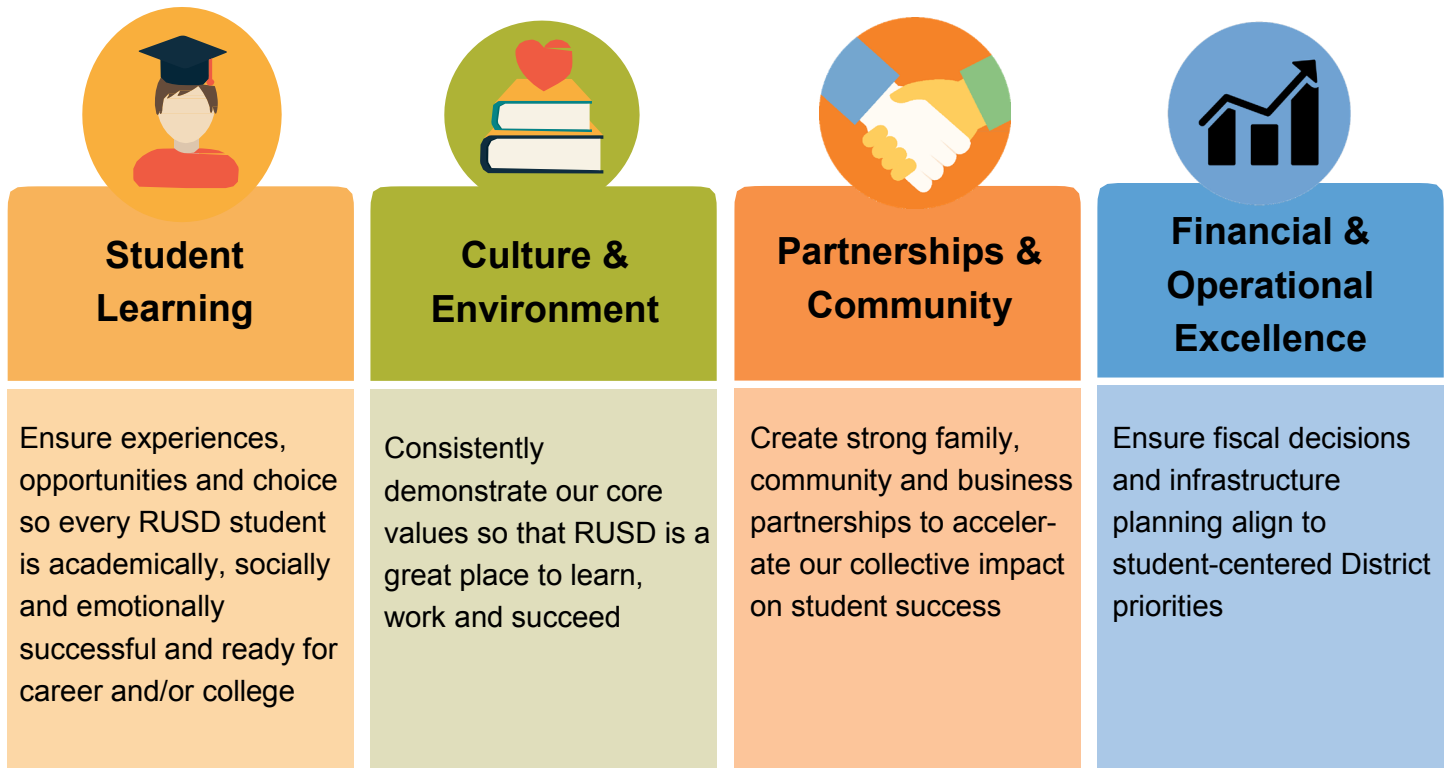 Student
Learning
Ensure experiences,
opportunities and choice
so every RUSD student
is academically, socially
and emotionally
successful and ready for
career and/or college
Culture &
Environment
Consistently
demonstrate our core
values so that RUSD is a
great place to learn,
work and succeed
Partnerships &
Community
Create strong family,
community and business
partnerships to acceler-
ate our collective impact
on student success
Financial &
Operational
Excellence
Ensure fiscal decisions
and infrastructure
planning align to
student-centered District
priorities